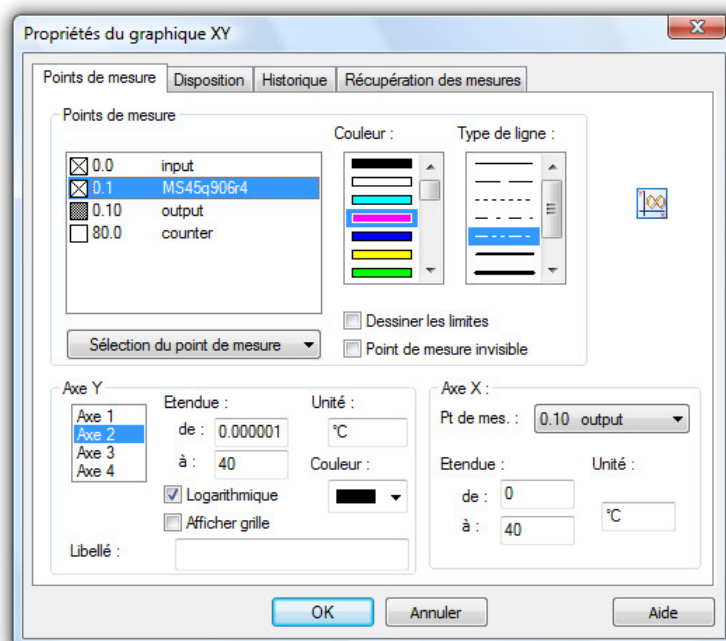 Propriétés du graphique XY
Points de mesure Disposition Historique Récupération des mesures
Points de mesure
0.0 input
0.1 MS45q906r4
0.10 output
80.0 counter
Sélection du point de mesure
Couleur :
Type de ligne :
Dessiner les limites
Point de mesure invisible
Axe Y
Axe 1
Axe 2
Axe 3
Axe 4
Etendue :
de : 0.000001
à : 40
Unité :
°C
Couleur :
Logarithmique
Afficher grille
Libellé :
Axe X :
Pt de mes. : 0.10 output
Etendue :
de : 0
à : 40
Unité :
°C
OK Annuler Aide